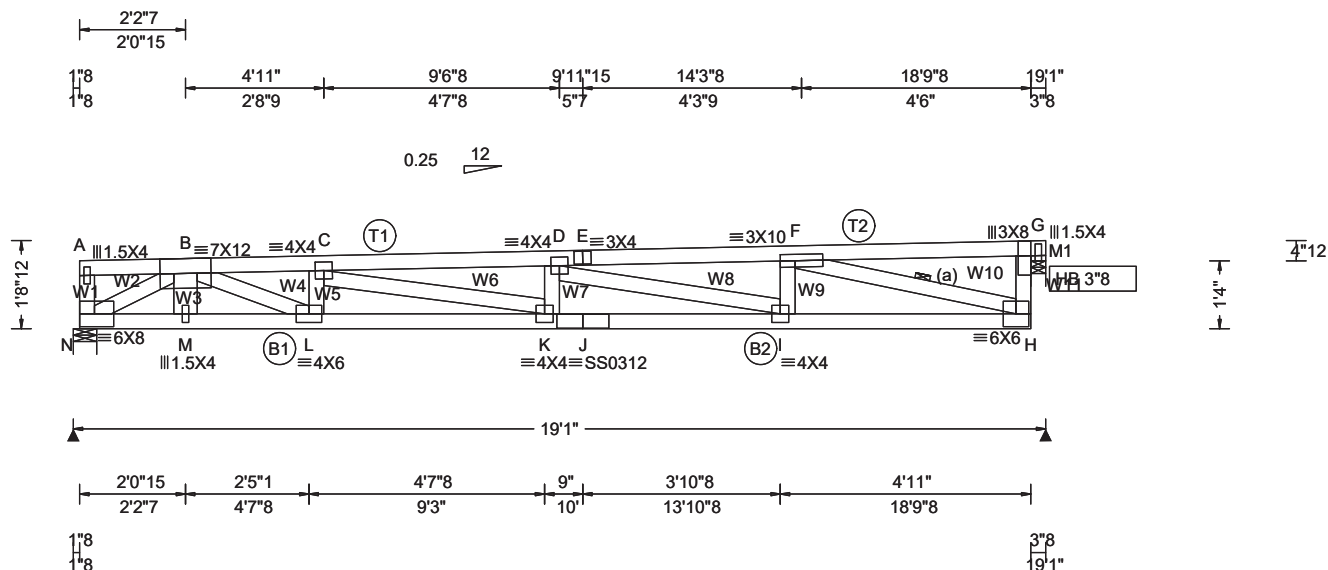 2'2"7
2'0"15
1"8 4'11" 9'6"8 9'11"15 14'3"8 18'9"8 19'1"
1"8 2'8"9 4'7"8 5"7 4'3"9 4'6" 3"8
0.25 12
A B C T1 D E F T2 G
1.5X4 7X12 4X4 4X4 3X4 3X10 3X8 1.5X4
M1
1'8"12
4"12
1'4"
W1 W2 W3 W4 W5 W6 W7 W8 W9 (a) W10
HB 3"8
N 6X8 M B1 L K J B2 I 6X6 H
1.5X4 4X6 4X4 SS0312 4X4
19'1"
2'0"15 2'5"1 4'7"8 9" 3'10"8 4'11"
2'2"7 4'7"8 9'3" 10' 13'10"8 18'9"8
1"8 3"8
1"8 19'1"